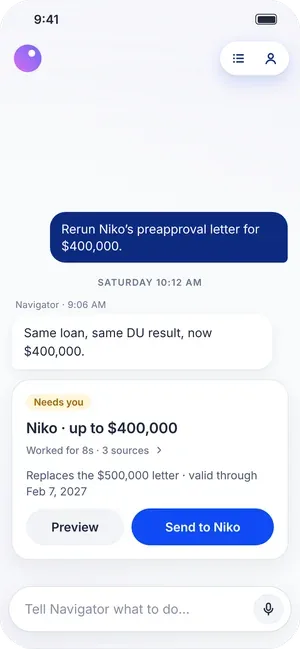 9:41
Rerun Niko’s preapproval letter for
$400,000.
SATURDAY 10:12 AM
Navigator · 9:06 AM
Same loan, same DU result, now
$400,000.
Needs you
Niko · up to $400,000
Worked for 8s · 3 sources
Replaces the $500,000 letter · valid through
Feb 7, 2027
Preview
Send to Niko
Tell Navigator what to do...